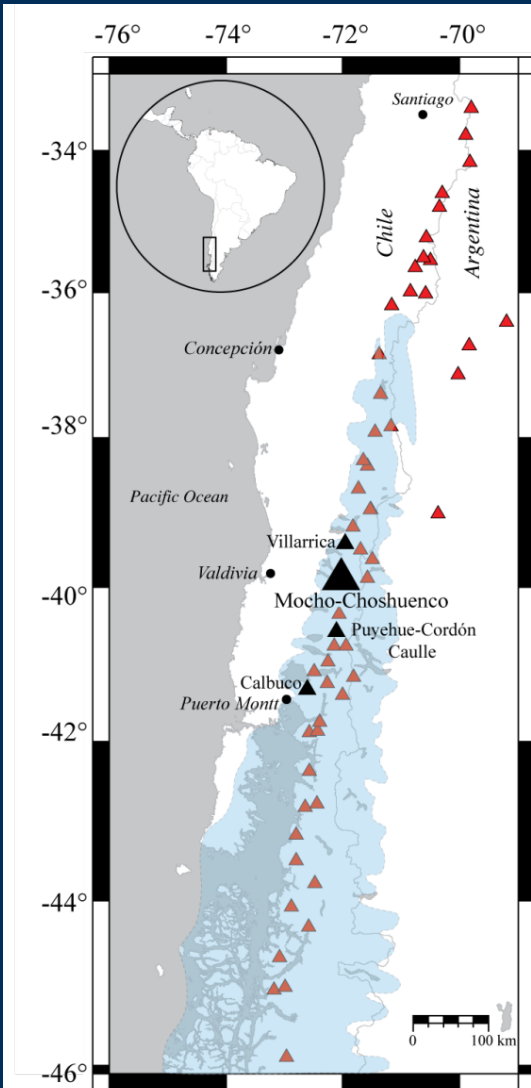 -76°
-74°
-72°
-70°
Santiago
-34°
Chile
Argentina
-36°
Concepción
-38°
Pacific Ocean
Villarrica
Valdivia
-40°
Mocho-Choshuenco
Puyehue-Cordón
Caulle
Calbuco
Puerto Montt
-42°
-44°
0
100 km
-46°